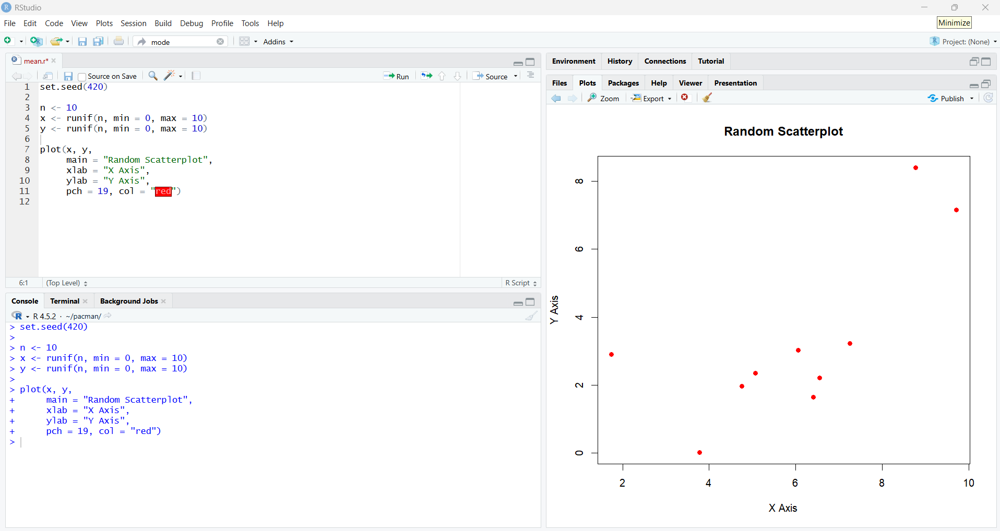 RStudio
File Edit Code View Plots Session Build Debug Profile Tools Help
Minimize
mode
Addins
Project: (None)
mean.r*
Source on Save
Run
Source
1 set.seed(420)
2
3 n <- 10
4 x <- runif(n, min = 0, max = 10)
5 y <- runif(n, min = 0, max = 10)
6
7 plot(x, y,
8 main = "Random Scatterplot",
9 xlab = "X Axis",
10 ylab = "Y Axis",
11 pch = 19, col = "red")
12
6:1 (Top Level) R Script
Console Terminal Background Jobs
R 4.5.2 · ~/pacman/
> set.seed(420)
>
> n <- 10
> x <- runif(n, min = 0, max = 10)
> y <- runif(n, min = 0, max = 10)
>
> plot(x, y,
+ main = "Random Scatterplot",
+ xlab = "X Axis",
+ ylab = "Y Axis",
+ pch = 19, col = "red")
>
Environment History Connections Tutorial
Files Plots Packages Help Viewer Presentation
Zoom Export Publish
Random Scatterplot
8
6
4
2
0
Y Axis
2 4 6 8 10
X Axis